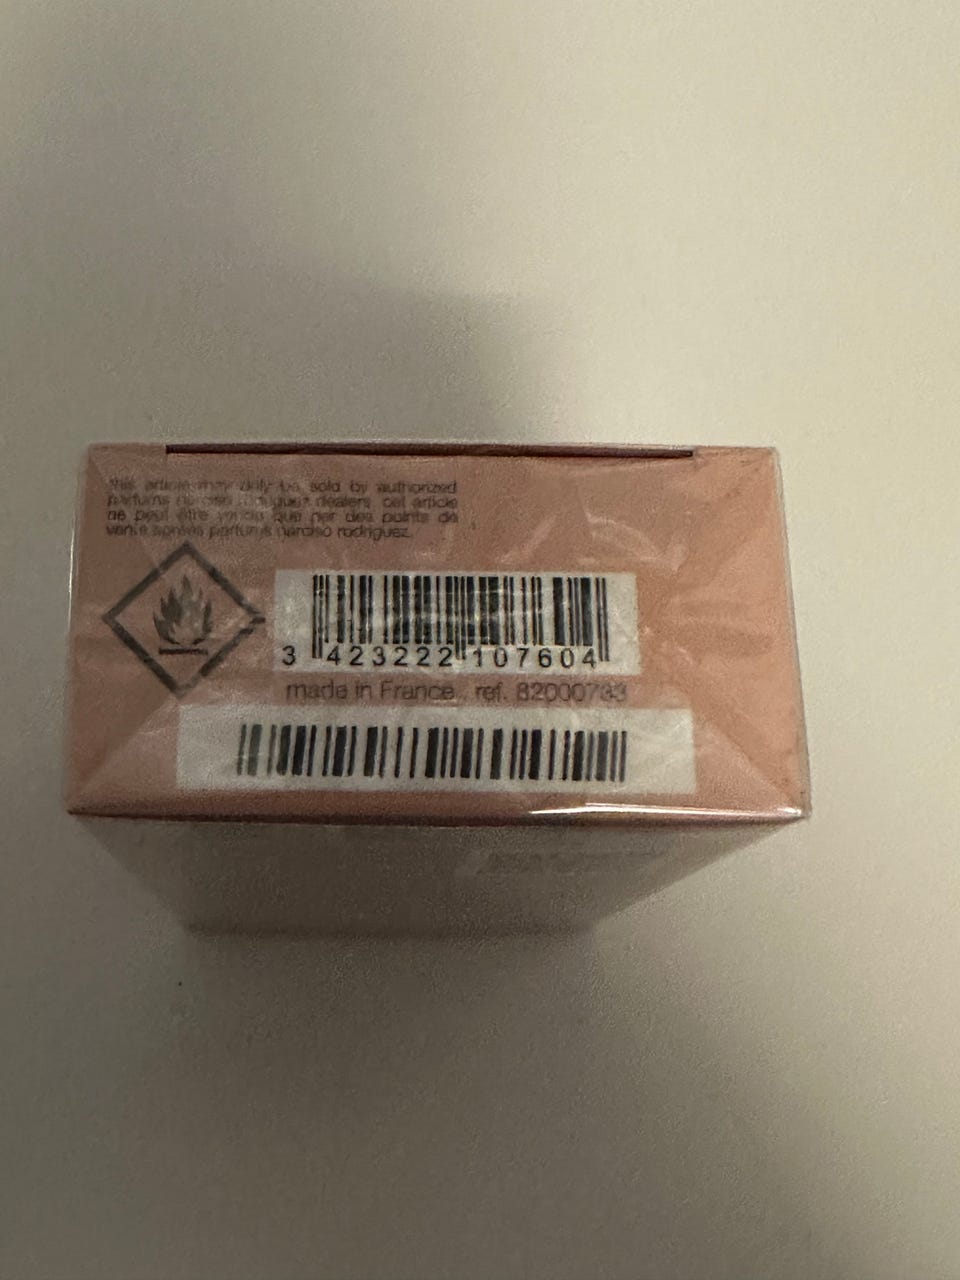 this article may only be sold by authorized
parfums narciso rodriguez dealers. cet article
ne peut être vendu que par des points de
vente agréés parfums narciso rodriguez.
3 423222 107604
made in France . ref. 82000733